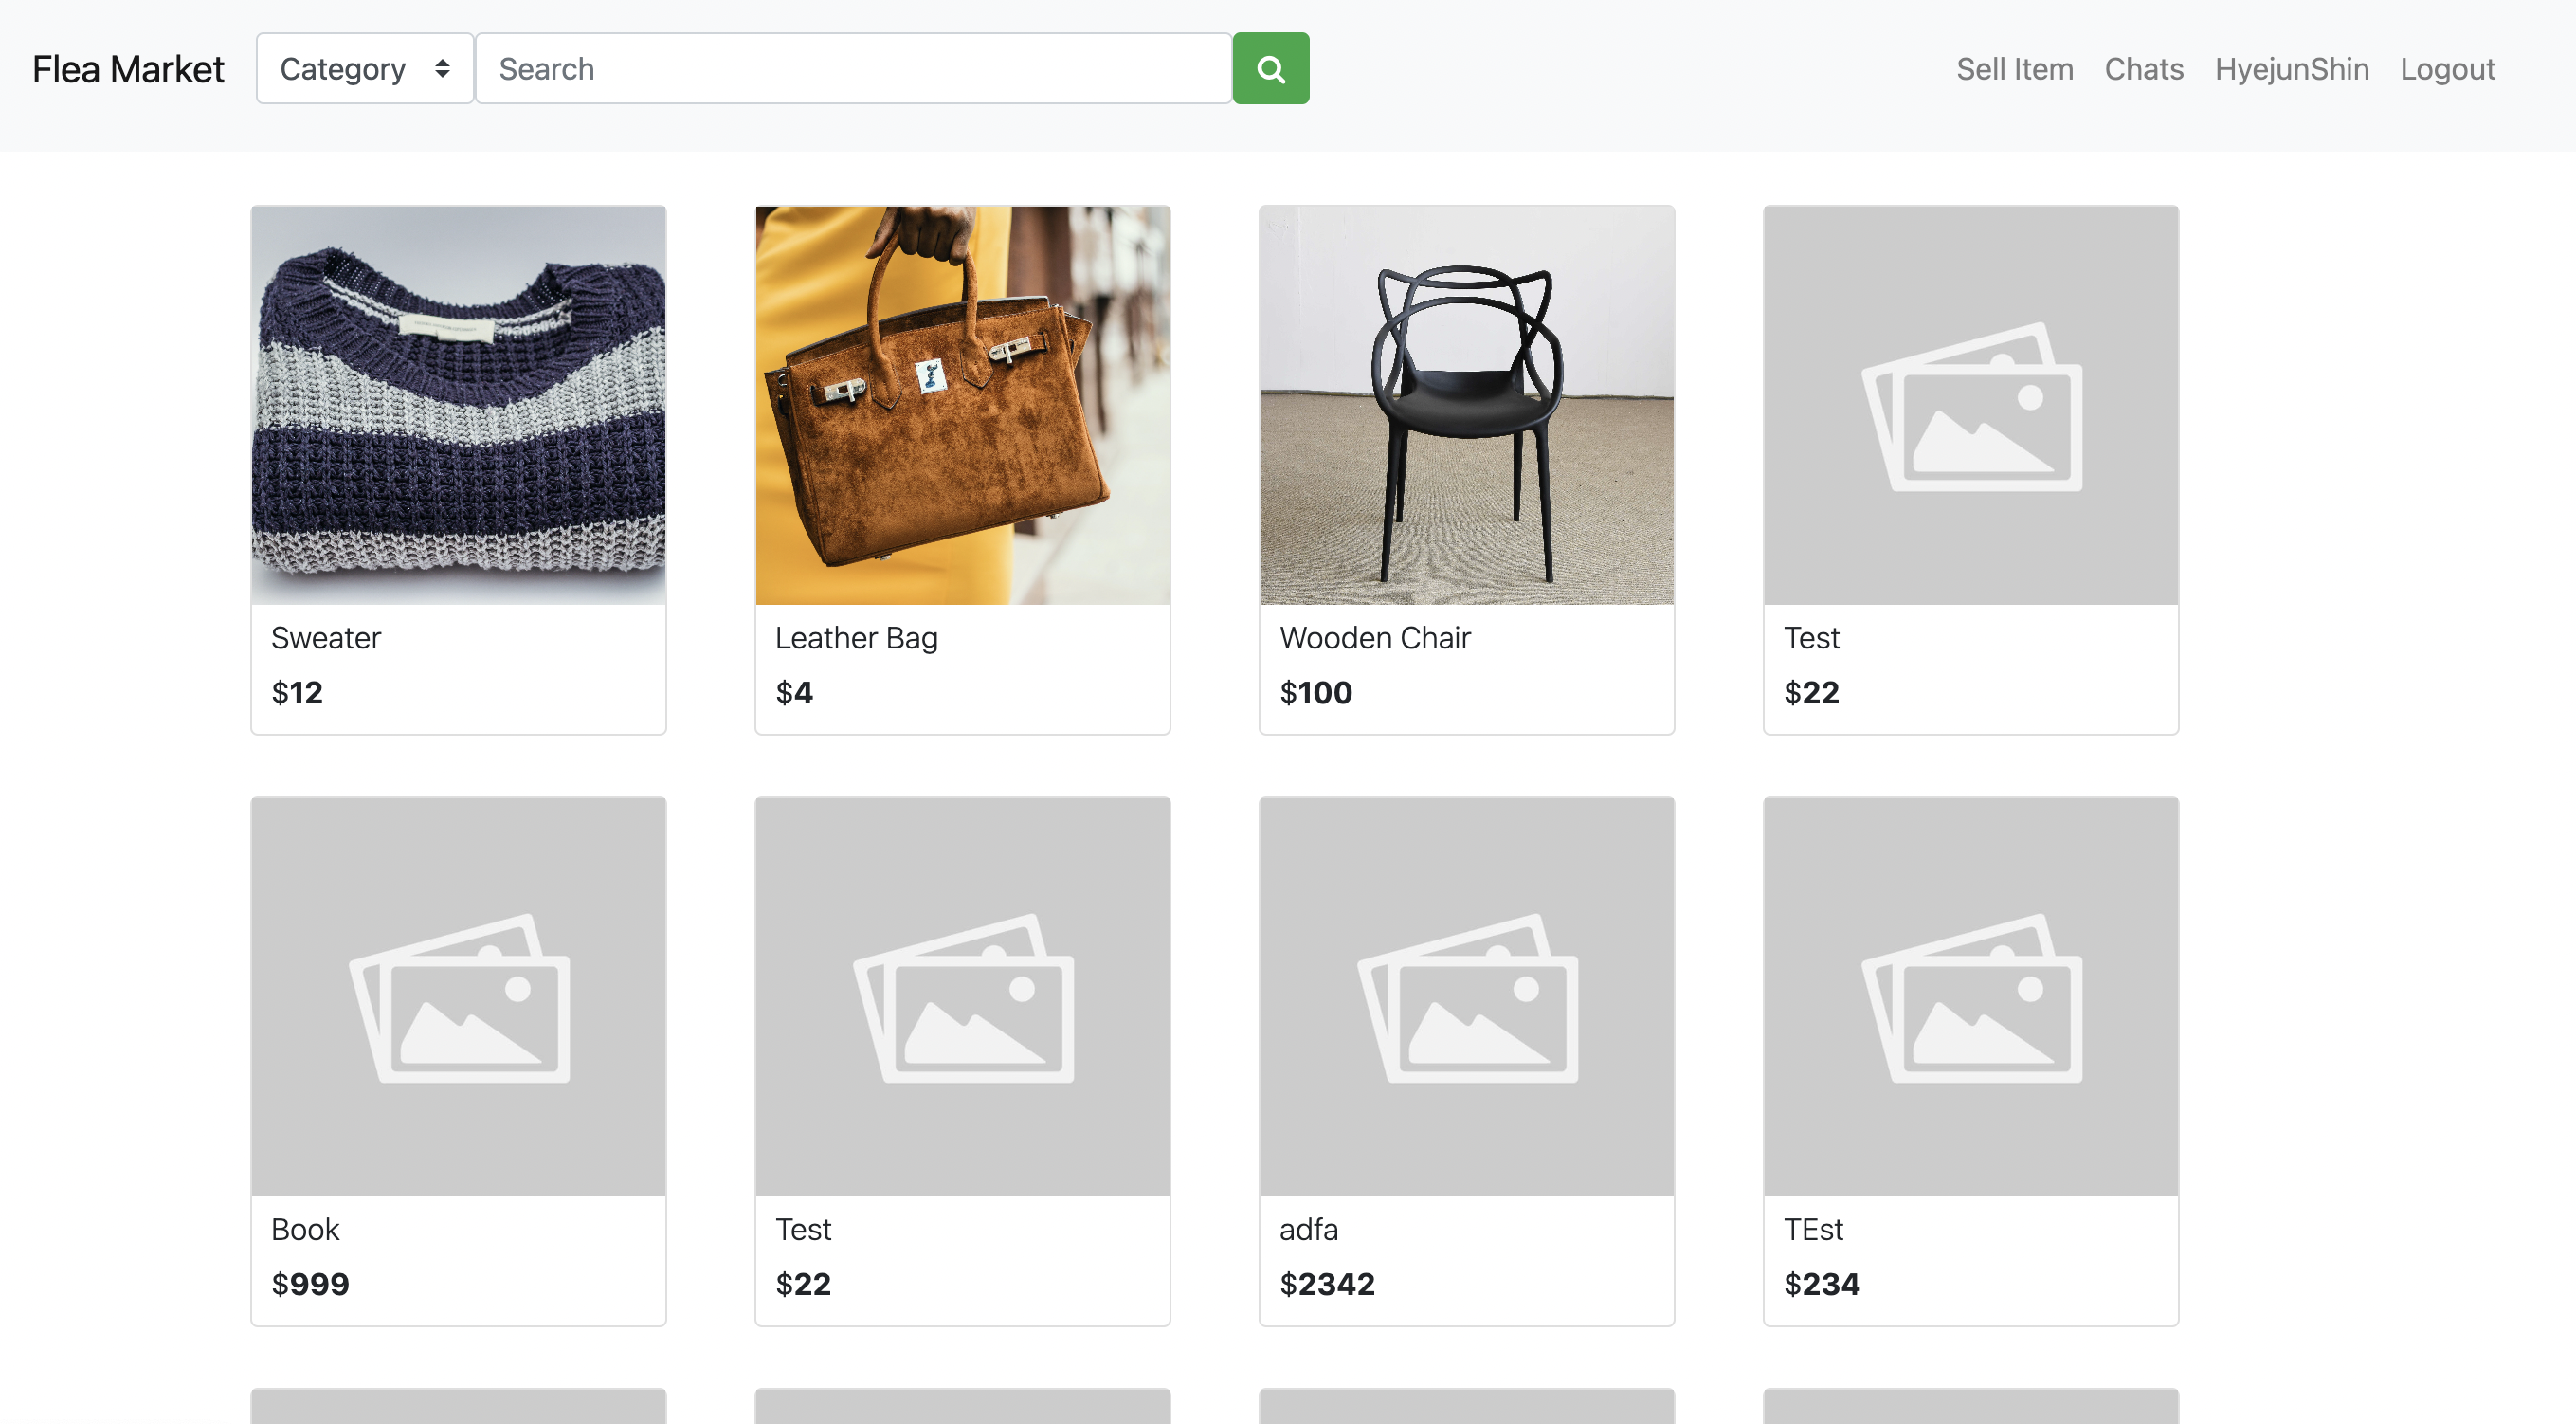 Flea Market
Category
Search
Sell Item
Chats
HyejunShin
Logout
Sweater
$12
Leather Bag
$4
Wooden Chair
$100
Test
$22
Book
$999
Test
$22
adfa
$2342
TEst
$234